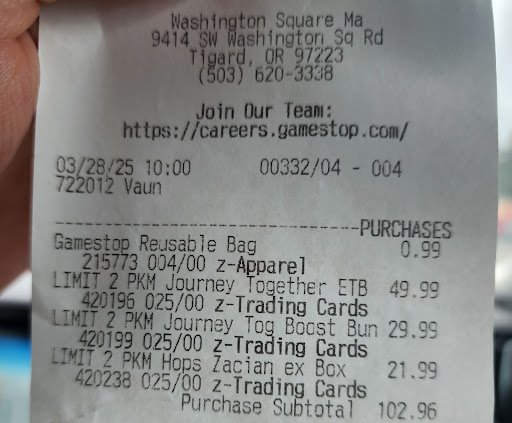 Washington Square Ma
9414 SW Washington Sq Rd
Tigard, OR 97223
(503) 620-3338
Join Our Team:
https://careers.gamestop.com/
03/28/25 10:00 00332/04 - 004
722012 Vaun
PURCHASES
Gamestop Reusable Bag 0.99
215773 004/00 z-Apparel
LIMIT 2 PKM Journey Together ETB 49.99
420196 025/00 z-Trading Cards
LIMIT 2 PKM Journey Tog Boost Bun 29.99
420199 025/00 z-Trading Cards
LIMIT 2 PKM Hops Zacian ex Box 21.99
420238 025/00 z-Trading Cards
Purchase Subtotal 102.96